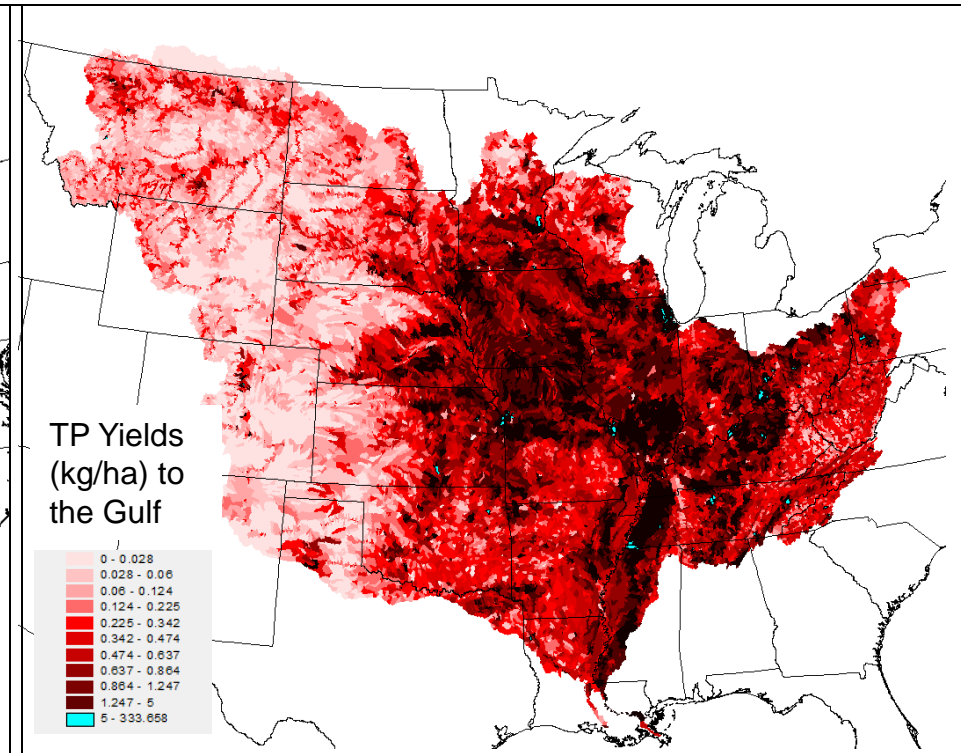 TP Yields
(kg/ha) to
the Gulf
0 - 0.028
0.028 - 0.06
0.06 - 0.124
0.124 - 0.225
0.225 - 0.342
0.342 - 0.474
0.474 - 0.637
0.637 - 0.864
0.864 - 1.247
1.247 - 5
5 - 333.658